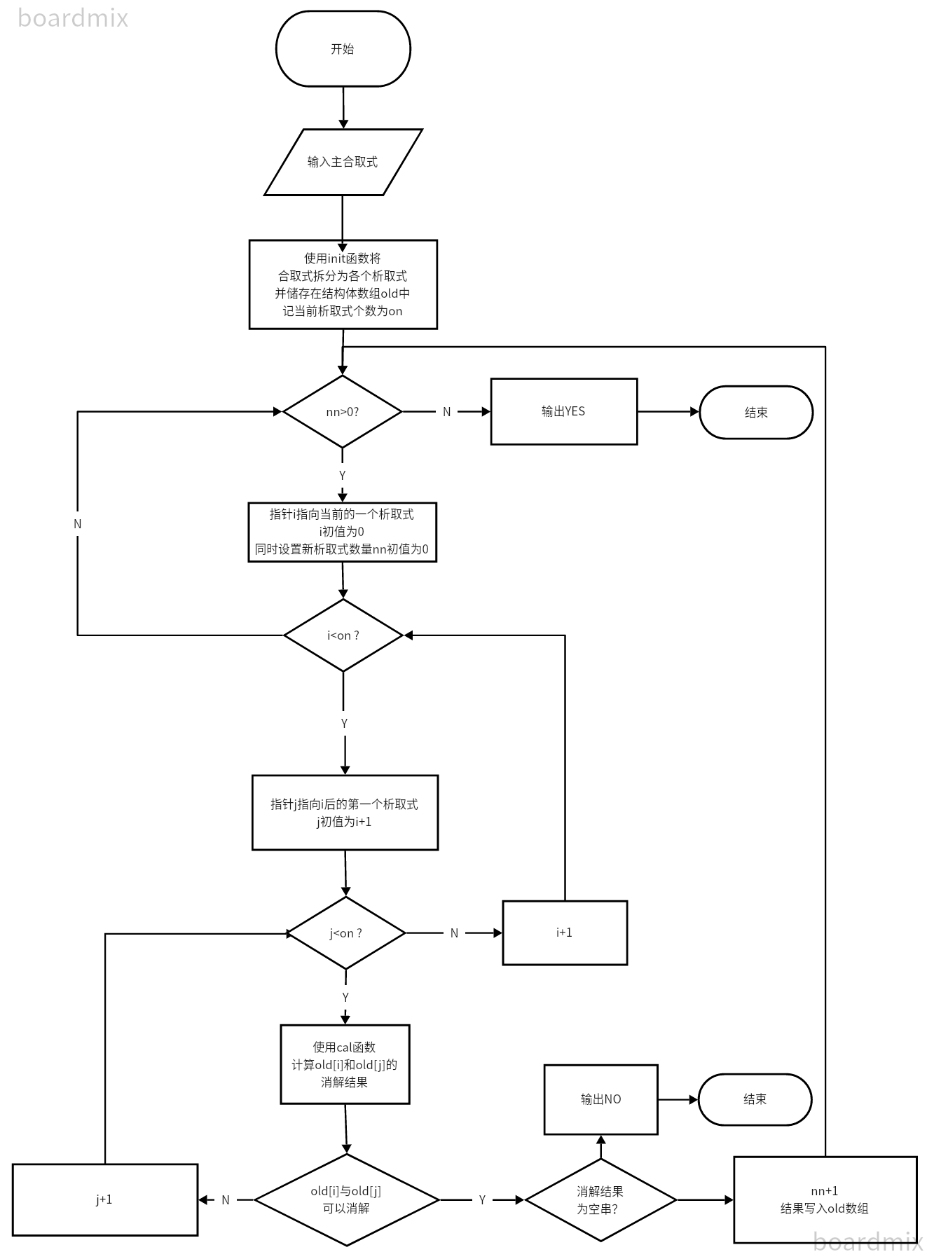 boardmix
开始
输入主合取式
使用init函数将
合取式拆分为各个析取式
并储存在结构体数组old中
记当前析取式个数为on
nn>0?
N
输出YES
结束
Y
指针i指向当前的一个析取式
i初值为0
同时设置新析取式数量nn初值为0
N
i<on ?
Y
指针j指向i后的第一个析取式
j初值为i+1
j<on ?
N
i+1
Y
使用cal函数
计算old[i]和old[j]的
消解结果
输出NO
结束
j+1
N
old[i]与old[j]
可以消解
Y
消解结果
为空串?
nn+1
结果写入old数组
boardmix